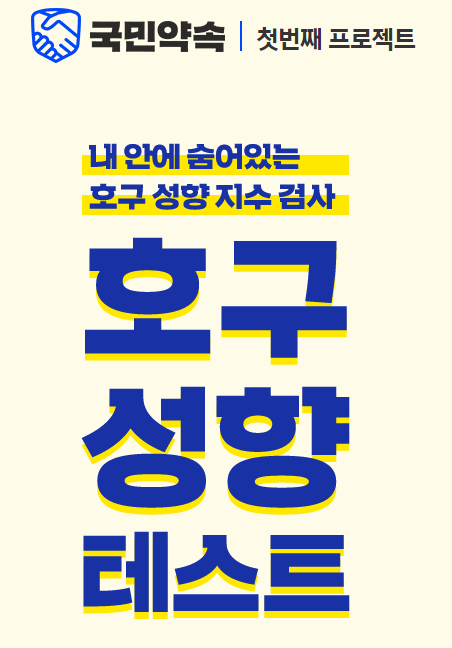 국민약속 | 첫번째 프로젝트
내 안에 숨어있는
호구 성향 지수 검사
호구
성향
테스트